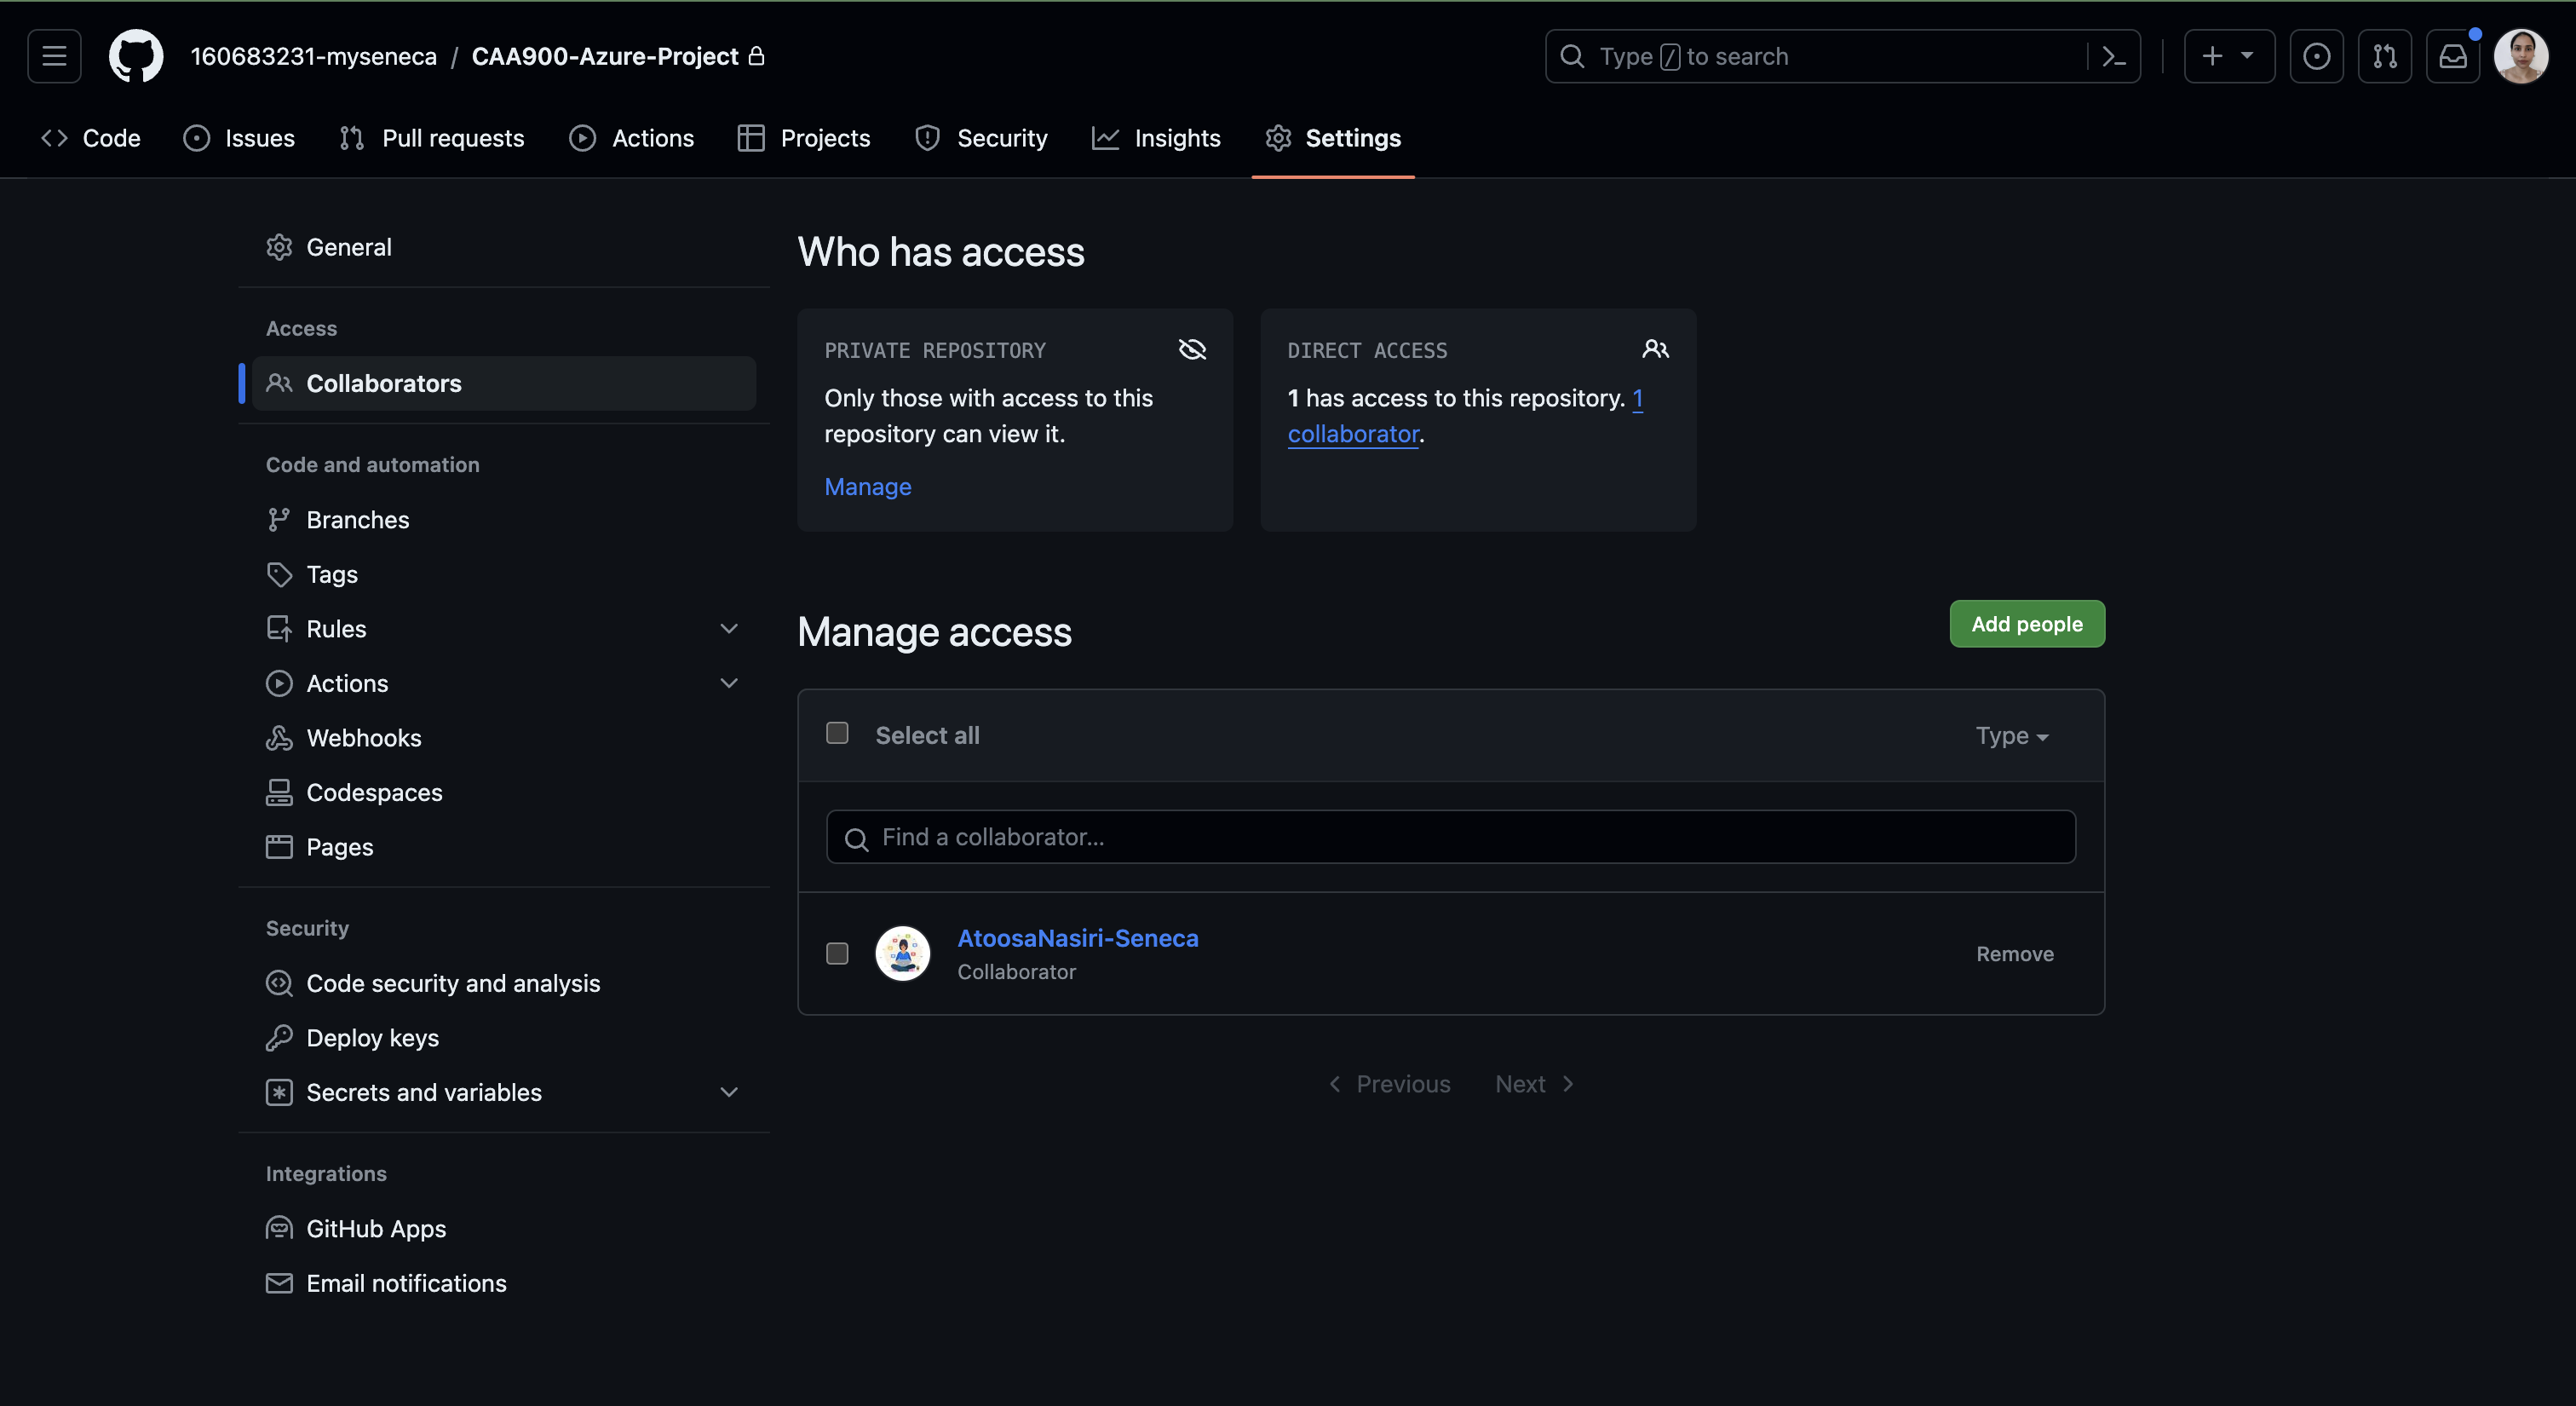 160683231-myseneca / CAA900-Azure-Project
Type / to search
Code
Issues
Pull requests
Actions
Projects
Security
Insights
Settings
General
Access
Collaborators
Code and automation
Branches
Tags
Rules
Actions
Webhooks
Codespaces
Pages
Security
Code security and analysis
Deploy keys
Secrets and variables
Integrations
GitHub Apps
Email notifications
Who has access
PRIVATE REPOSITORY
Only those with access to this
repository can view it.
Manage
DIRECT ACCESS
1 has access to this repository. 1
collaborator.
Manage access
Add people
Select all
Type
Find a collaborator...
AtoosaNasiri-Seneca
Collaborator
Remove
Previous
Next